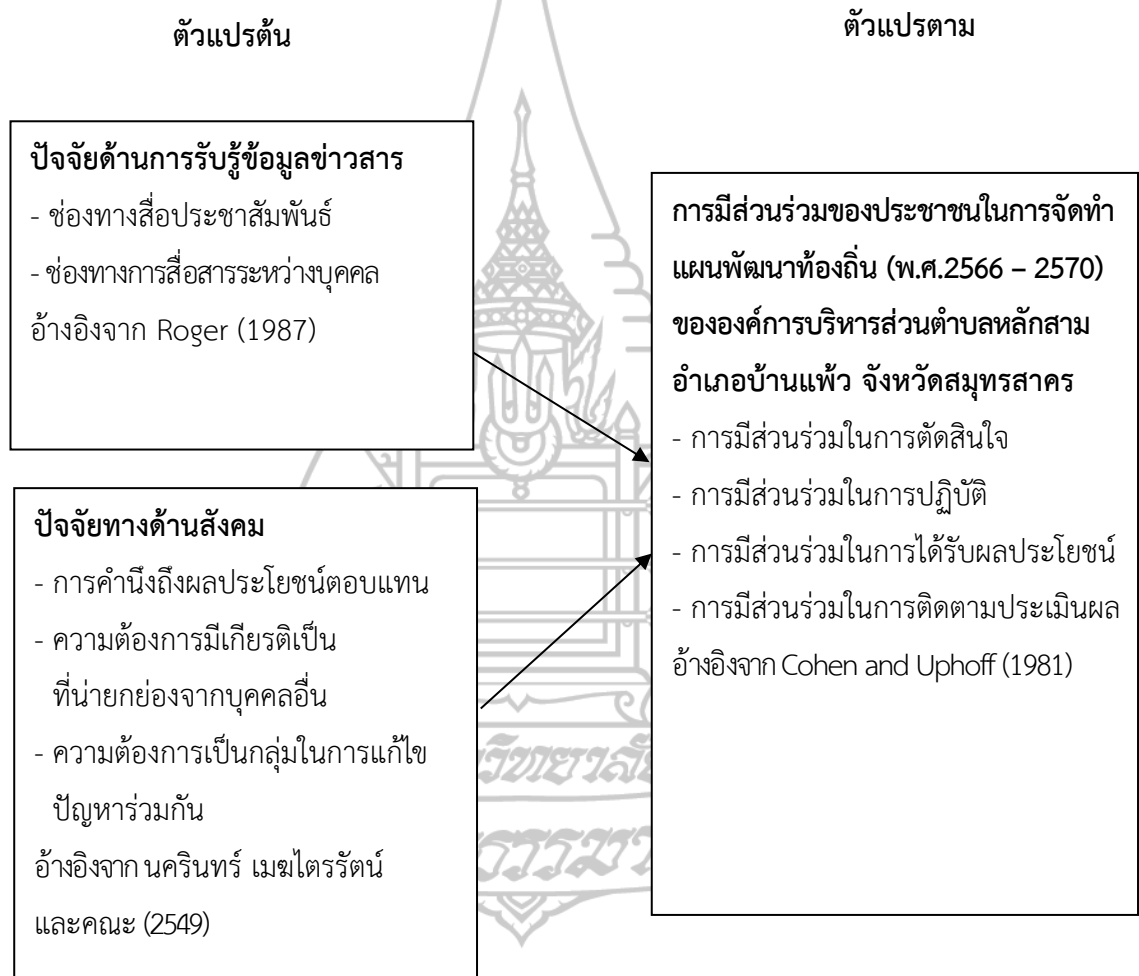 ตัวแปรต้น
ตัวแปรตาม
ปัจจัยด้านการรับรู้ข้อมูลข่าวสาร
- ช่องทางสื่อประชาสัมพันธ์
- ช่องทางการสื่อสารระหว่างบุคคล
อ้างอิงจาก Roger (1987)
ปัจจัยทางด้านสังคม
- การคำนึงถึงผลประโยชน์ตอบแทน
- ความต้องการมีเกียรติเป็น
ที่น่ายกย่องจากบุคคลอื่น
- ความต้องการเป็นกลุ่มในการแก้ไข
ปัญหาร่วมกัน
อ้างอิงจาก นครินทร์ เมฆไตรรัตน์
และคณะ (2549)
การมีส่วนร่วมของประชาชนในการจัดทำ
แผนพัฒนาท้องถิ่น (พ.ศ.2566 – 2570)
ขององค์การบริหารส่วนตำบลหลักสาม
อำเภอบ้านแพ้ว จังหวัดสมุทรสาคร
- การมีส่วนร่วมในการตัดสินใจ
- การมีส่วนร่วมในการปฏิบัติ
- การมีส่วนร่วมในการได้รับผลประโยชน์
- การมีส่วนร่วมในการติดตามประเมินผล
อ้างอิงจาก Cohen and Uphoff (1981)